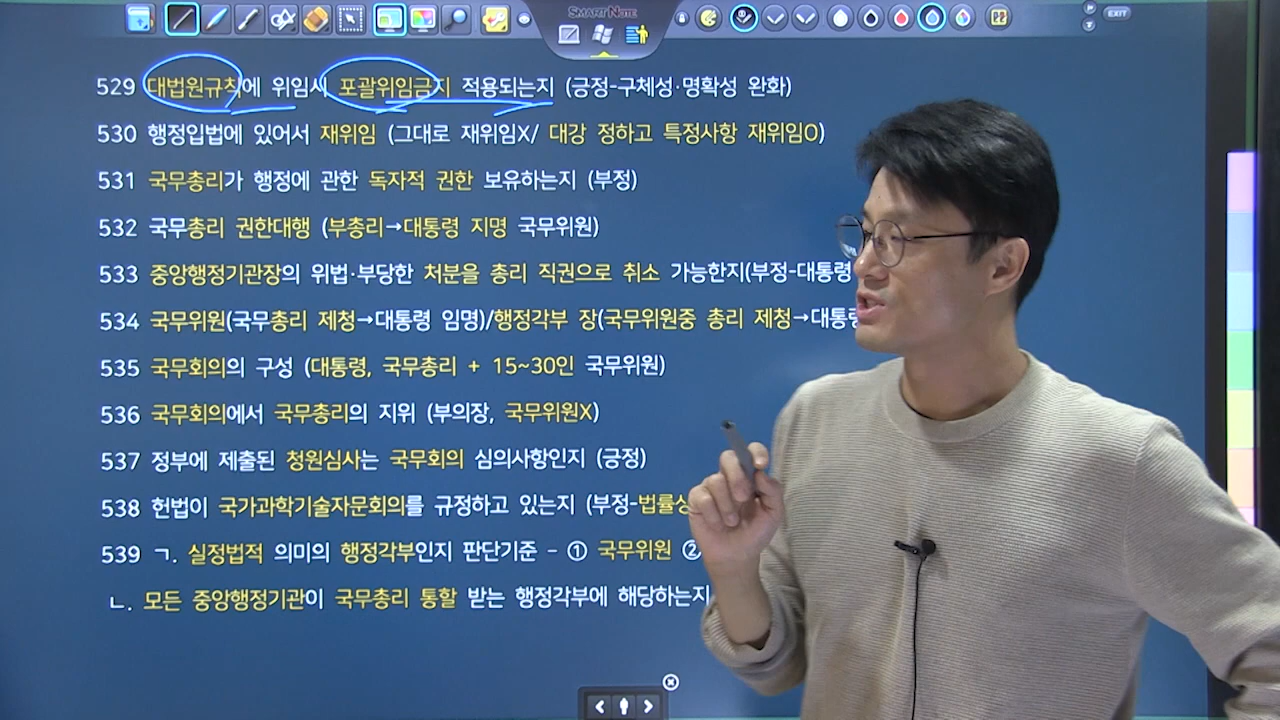 SMART NOTE
EXIT
529 대법원규칙에 위임시 포괄위임금지 적용되는지 (긍정-구체성·명확성 완화)
530 행정입법에 있어서 재위임 (그대로 재위임X/ 대강 정하고 특정사항 재위임O)
531 국무총리가 행정에 관한 독자적 권한 보유하는지 (부정)
532 국무총리 권한대행 (부총리→대통령 지명 국무위원)
533 중앙행정기관장의 위법·부당한 처분을 총리 직권으로 취소 가능한지(부정-대통령
534 국무위원(국무총리 제청→대통령 임명)/행정각부 장(국무위원중 총리 제청→대통령
535 국무회의의 구성 (대통령, 국무총리 + 15~30인 국무위원)
536 국무회의에서 국무총리의 지위 (부의장, 국무위원X)
537 정부에 제출된 청원심사는 국무회의 심의사항인지 (긍정)
538 헌법이 국가과학기술자문회의를 규정하고 있는지 (부정-법률상
539 ㄱ. 실정법적 의미의 행정각부인지 판단기준 - ① 국무위원 ②
ㄴ. 모든 중앙행정기관이 국무총리 통할 받는 행정각부에 해당하는지